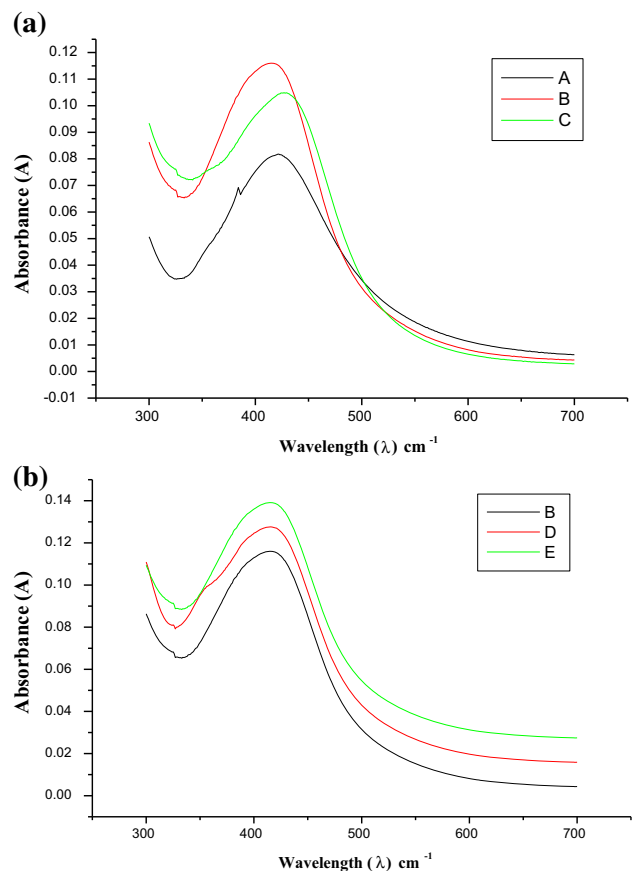 (a)
0.12
0.11
0.10
0.09
0.08
0.07
0.06
0.05
0.04
0.03
0.02
0.01
0.00
-0.01
Absorbance (A)
A
B
C
300 400 500 600 700
Wavelength (λ) cm⁻¹
(b)
0.14
0.12
0.10
0.08
0.06
0.04
0.02
0.00
Absorbance (A)
B
D
E
300 400 500 600 700
Wavelength (λ) cm⁻¹